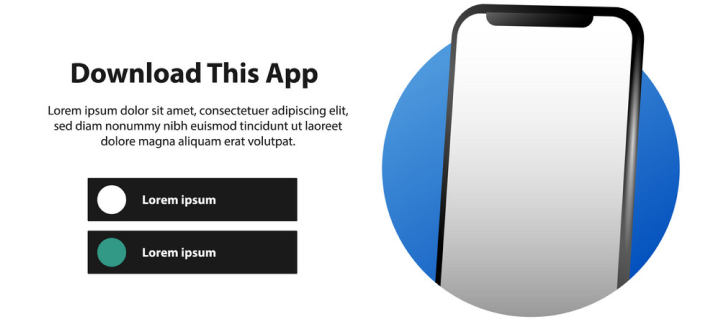 Download This App
Lorem ipsum dolor sit amet, consectetuer adipiscing elit,
sed diam nonummy nibh euismod tincidunt ut laoreet
dolore magna aliquam erat volutpat.
Lorem ipsum
Lorem ipsum